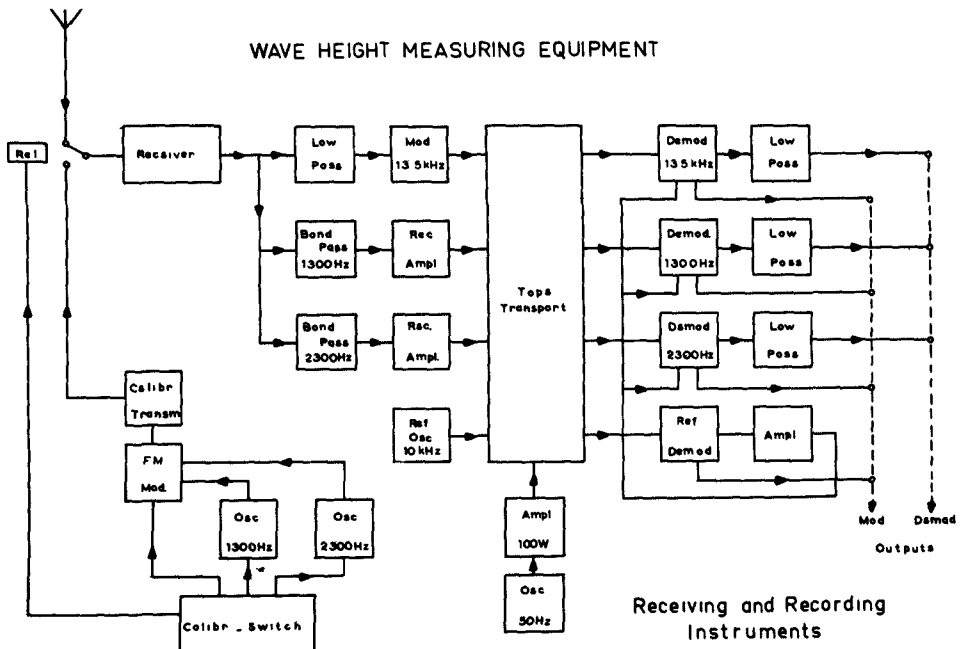 WAVE HEIGHT MEASURING EQUIPMENT
Rel
Receiver
Low
Pass
Mod
13 5kHz
Tape
Transport
Demod
13 5kHz
Low
Pass
Band
Pass
1300Hz
Rec
Ampl
Demod.
1300Hz
Low
Pass
Band
Pass
2300Hz
Rec.
Ampl.
Demod
2300Hz
Low
Pass
Calibr
Transm
Ref
Osc
10kHz
Ref
Demod
Ampl
FM
Mod.
Osc
1300Hz
Osc
2300Hz
Ampl
100W
Mod Demod
Outputs
Osc
50Hz
Calibr _ Switch
Receiving and Recording
Instruments